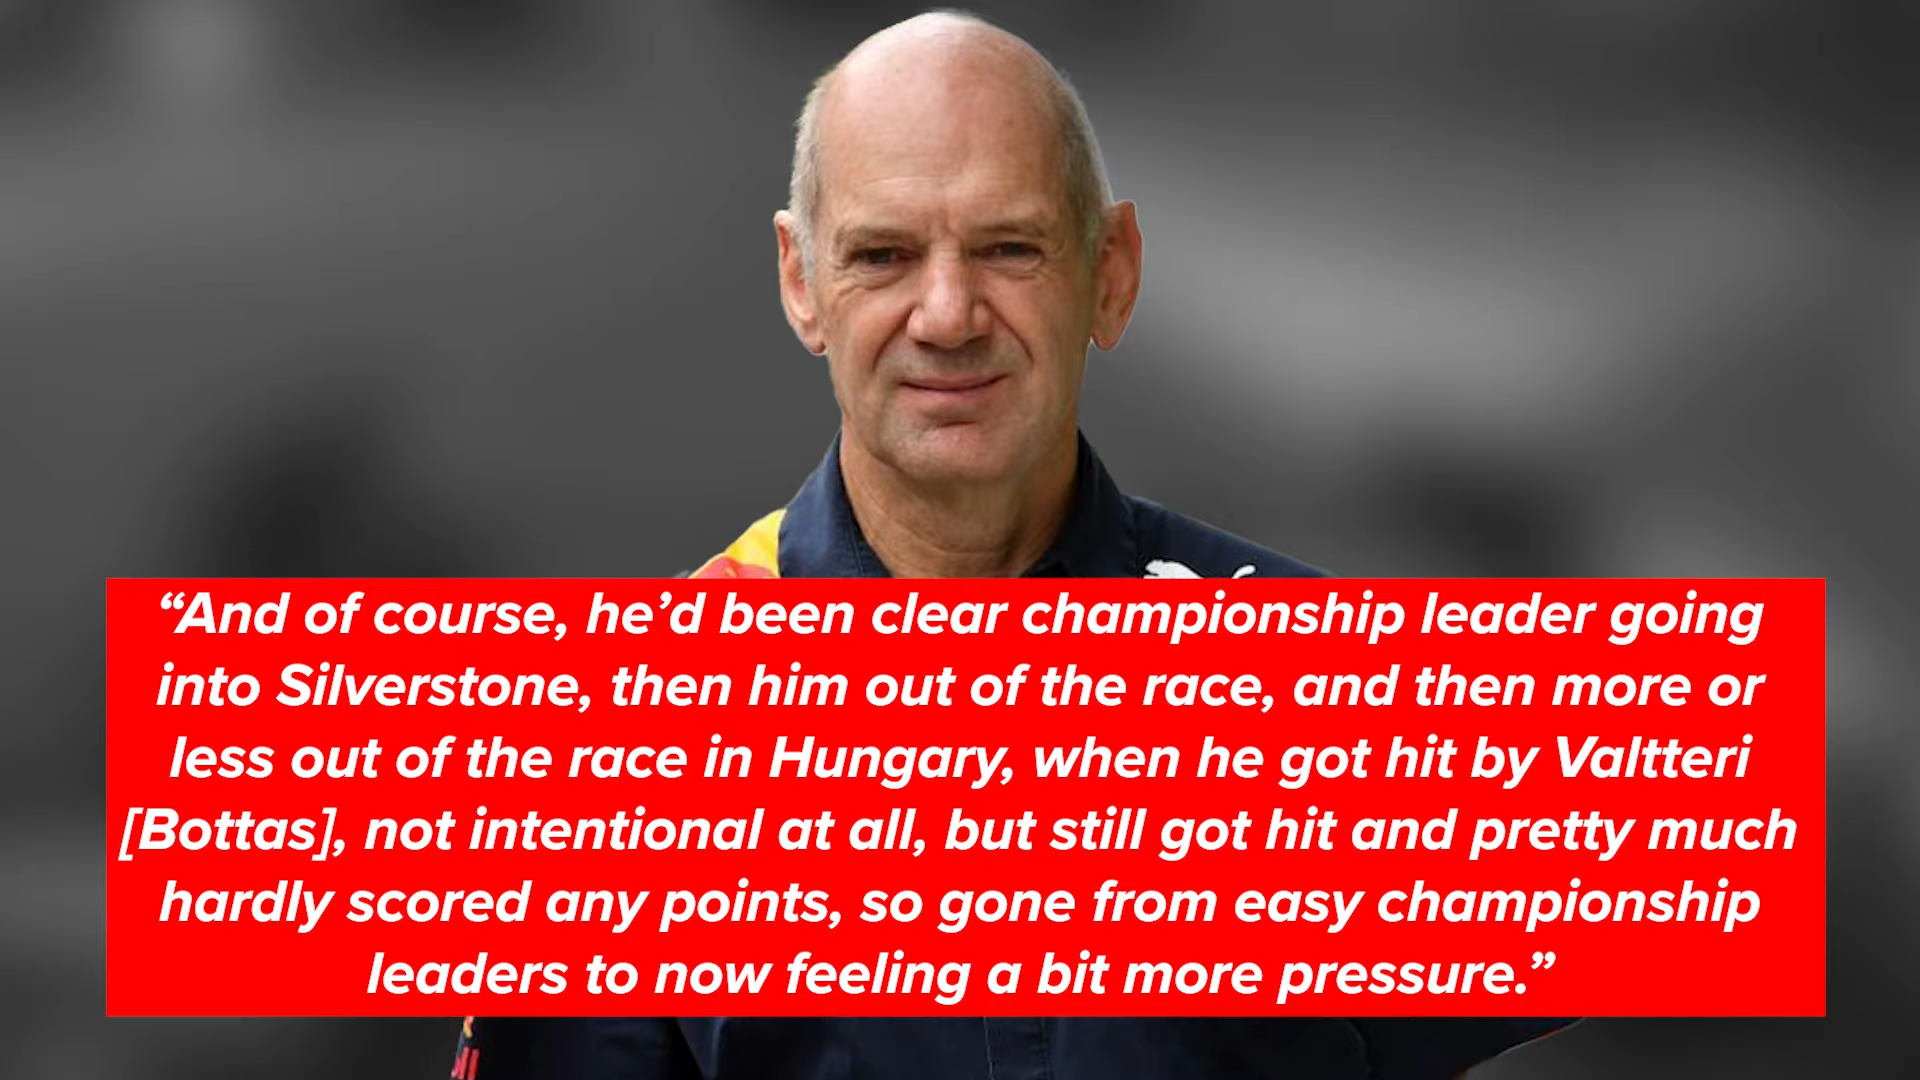 “And of course, he’d been clear championship leader going
into Silverstone, then him out of the race, and then more or
less out of the race in Hungary, when he got hit by Valtteri
[Bottas], not intentional at all, but still got hit and pretty much
hardly scored any points, so gone from easy championship
leaders to now feeling a bit more pressure.”